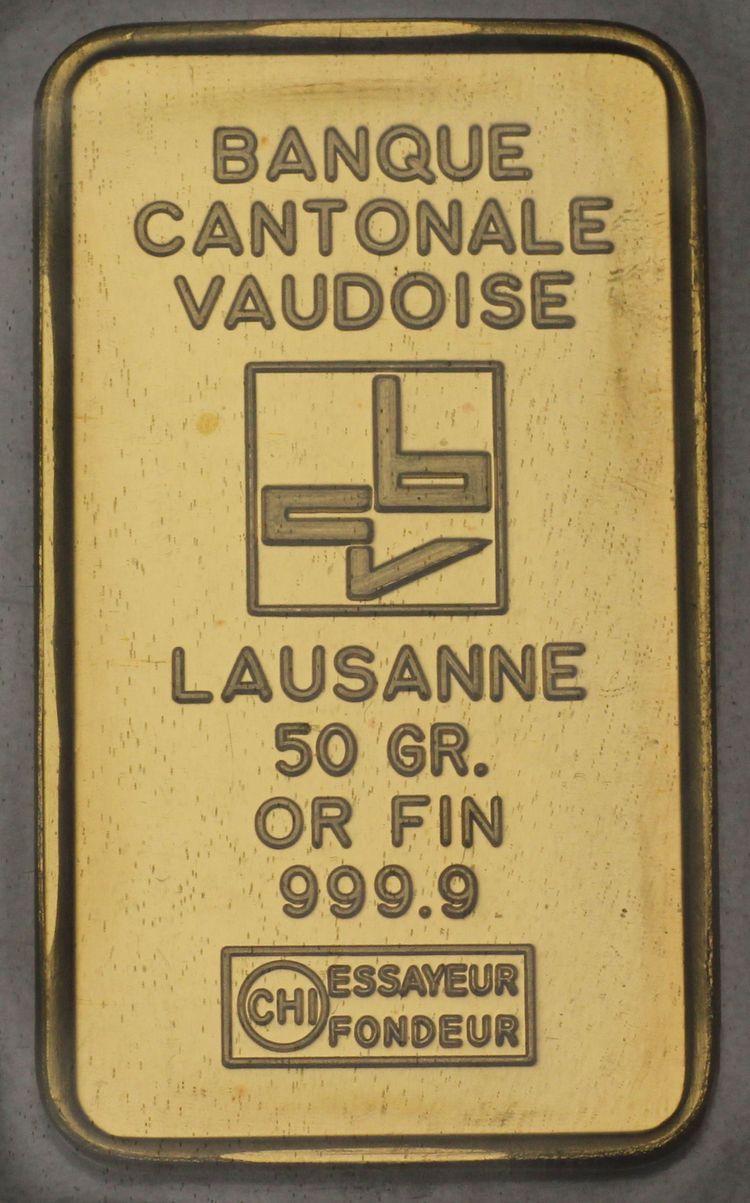 BANQUE
CANTONALE
VAUDOISE
b
c
v
LAUSANNE
50 GR.
OR FIN
999.9
CHI ESSAYEUR
FONDEUR